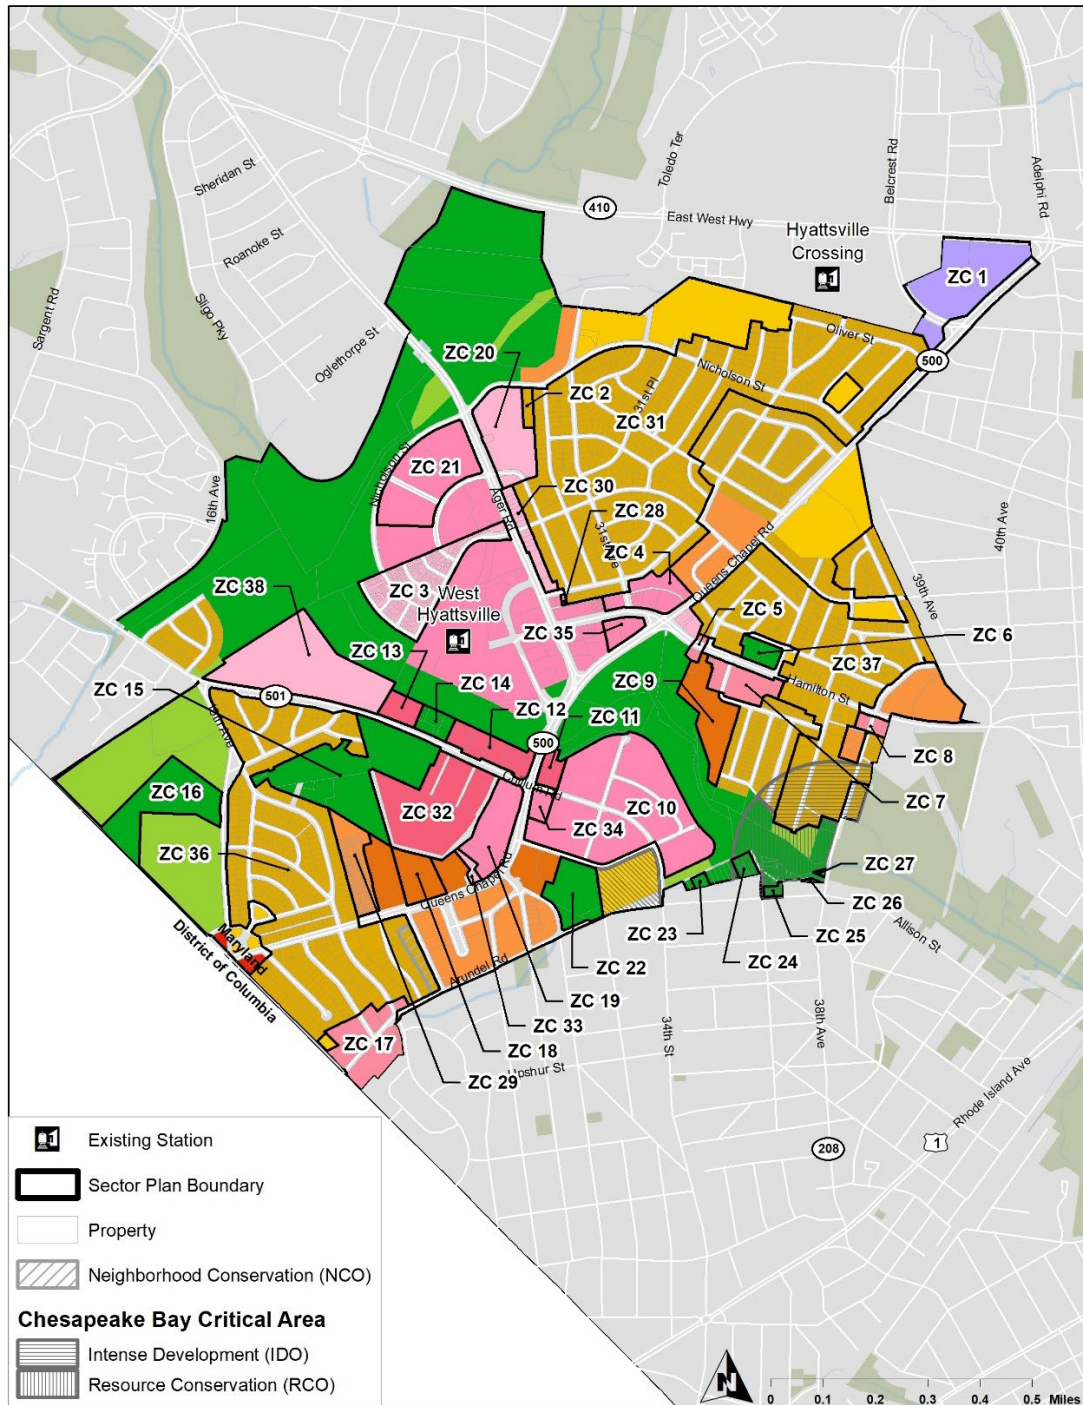 Toledo Ter
Belcrest Rd
Adelphi Rd
Sheridan St
410
East West Hwy
Hyattsville
Crossing
Roanoke St
ZC 1
Sargent Rd
Sligo Pky
Oglethorpe St
Oliver St
500
ZC 20
Nicholson St
ZC 2
31st Pl
ZC 31
Nicholson St
ZC 21
16th Ave
Ager Rd
ZC 30
ZC 28
40th Ave
31st Ave
ZC 4
Queens Chapel Rd
39th Ave
ZC 38
ZC 3
West
Hyattsville
ZC 5
ZC 6
ZC 35
ZC 13
ZC 37
ZC 15
ZC 14
ZC 9
Hamilton St
501
ZC 12
ZC 11
500
ZC 8
Chillum Rd
ZC 16
ZC 32
ZC 10
ZC 7
ZC 34
ZC 36
Queens Chapel Rd
ZC 27
ZC 26
Allison St
Maryland
District of Columbia
ZC 23
ZC 25
ZC 24
Arundel Rd
ZC 22
ZC 19
34th St
38th Ave
ZC 33
ZC 17
ZC 18
Upshur St
ZC 29
Rhode Island Ave
208
1
Existing Station
Sector Plan Boundary
Property
Neighborhood Conservation (NCO)
Chesapeake Bay Critical Area
Intense Development (IDO)
Resource Conservation (RCO)
N
0 0.1 0.2 0.3 0.4 0.5 Miles